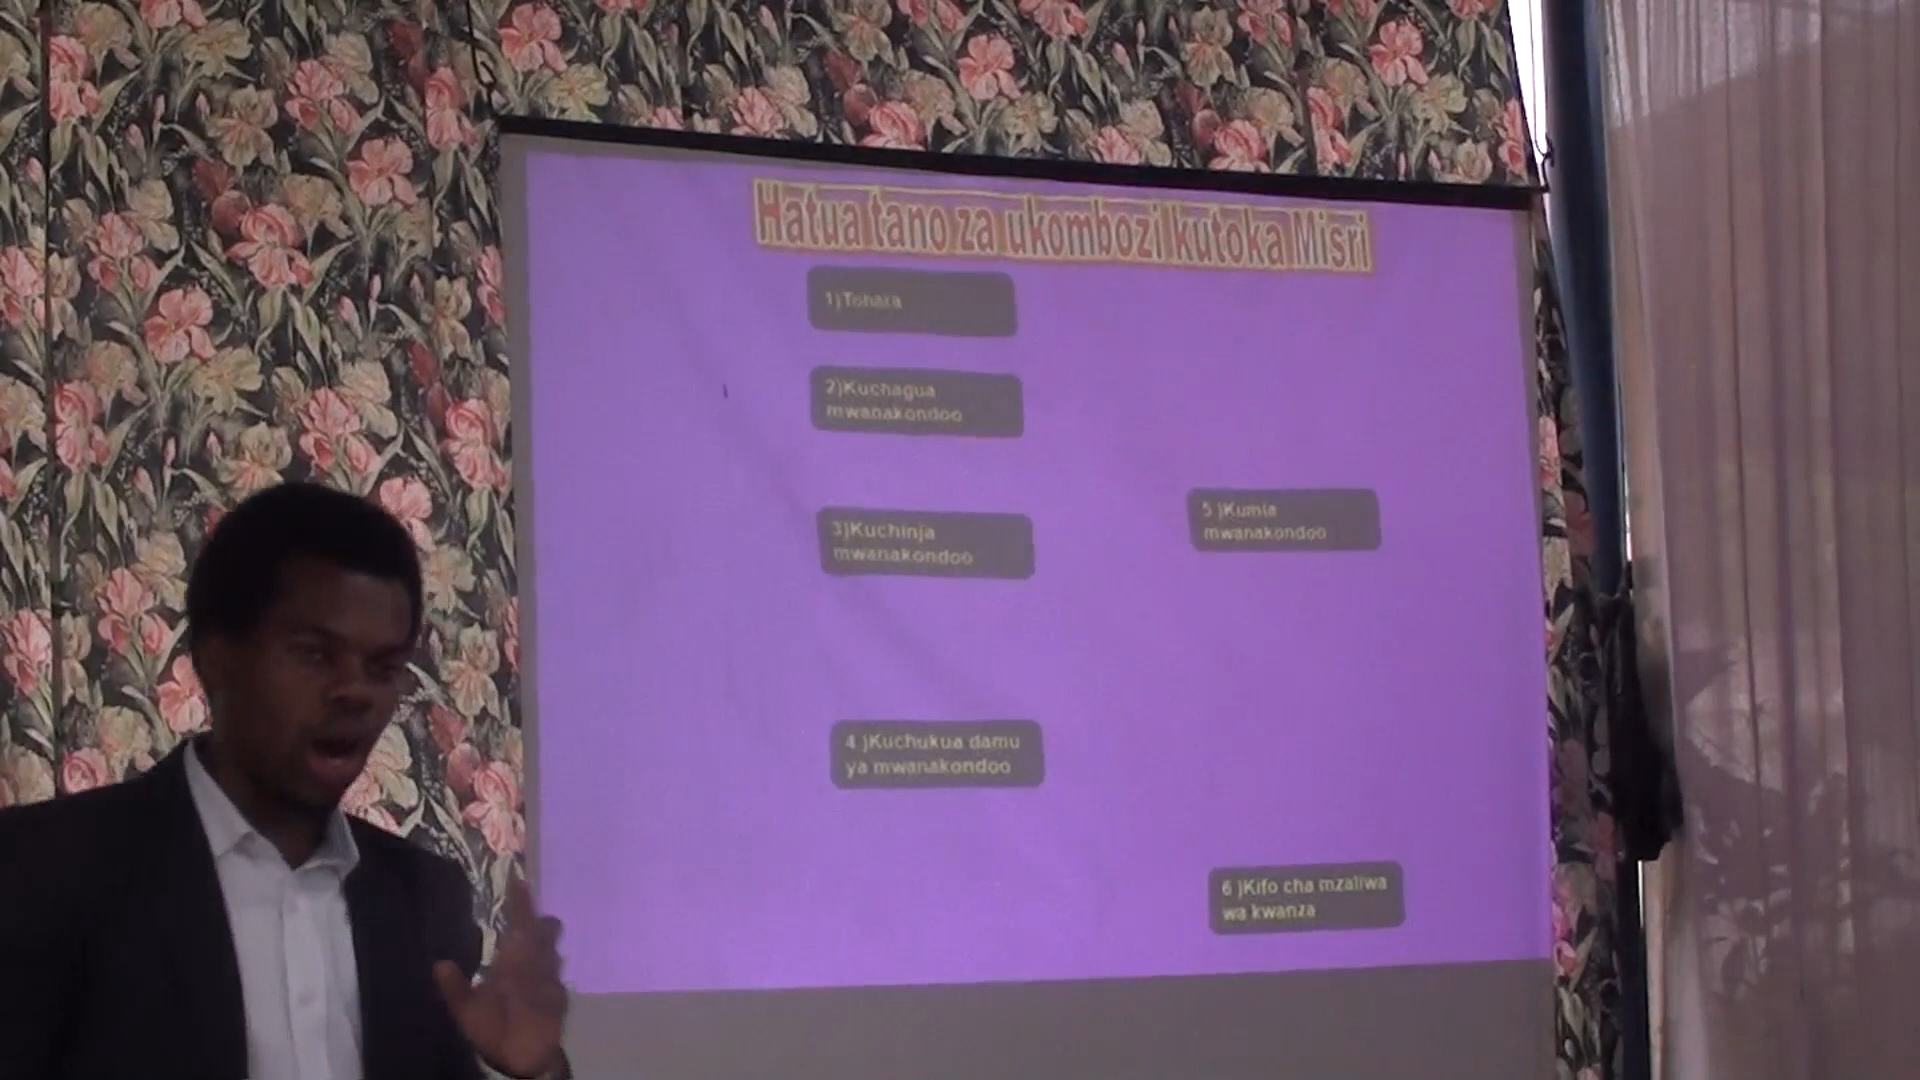 Hatua tano za ukombozi kutoka Misri
1)Tohara
2)Kuchagua
mwanakondoo
3)Kuchinja
mwanakondoo
4 )Kuchukua damu
ya mwanakondoo
5 )Kumla
mwanakondoo
6 )Kifo cha mzaliwa
wa kwanza